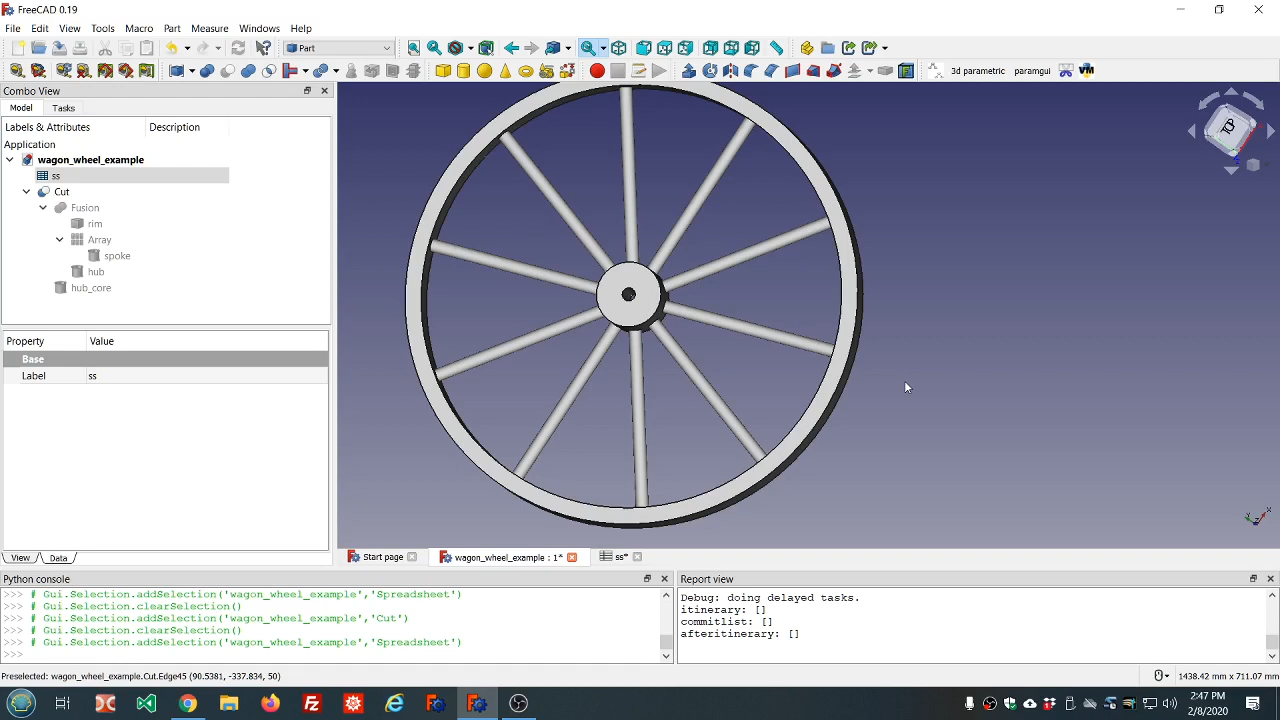 FreeCAD 0.19
File Edit View Tools Macro Part Measure Windows Help
Part
3d parametric paramgui
Combo View
Model Tasks
Labels & Attributes Description
Application
wagon_wheel_example
ss
Cut
Fusion
rim
Array
spoke
hub
hub_core
Property Value
Base
Label ss
View Data
TOP
Start page wagon_wheel_example : 1* ss*
Python console
>>> # Gui.Selection.addSelection('wagon_wheel_example','Spreadsheet')
>>> # Gui.Selection.clearSelection()
>>> # Gui.Selection.addSelection('wagon_wheel_example','Cut')
>>> # Gui.Selection.clearSelection()
>>> # Gui.Selection.addSelection('wagon_wheel_example','Spreadsheet')
>>>
Report view
Debug: doing delayed tasks.
itinerary: []
commitlist: []
afteritinerary: []
Preselected: wagon_wheel_example.Cut.Edge45 (90.5381, -337.834, 50)
1438.42 mm x 711.07 mm
2:47 PM
2/8/2020